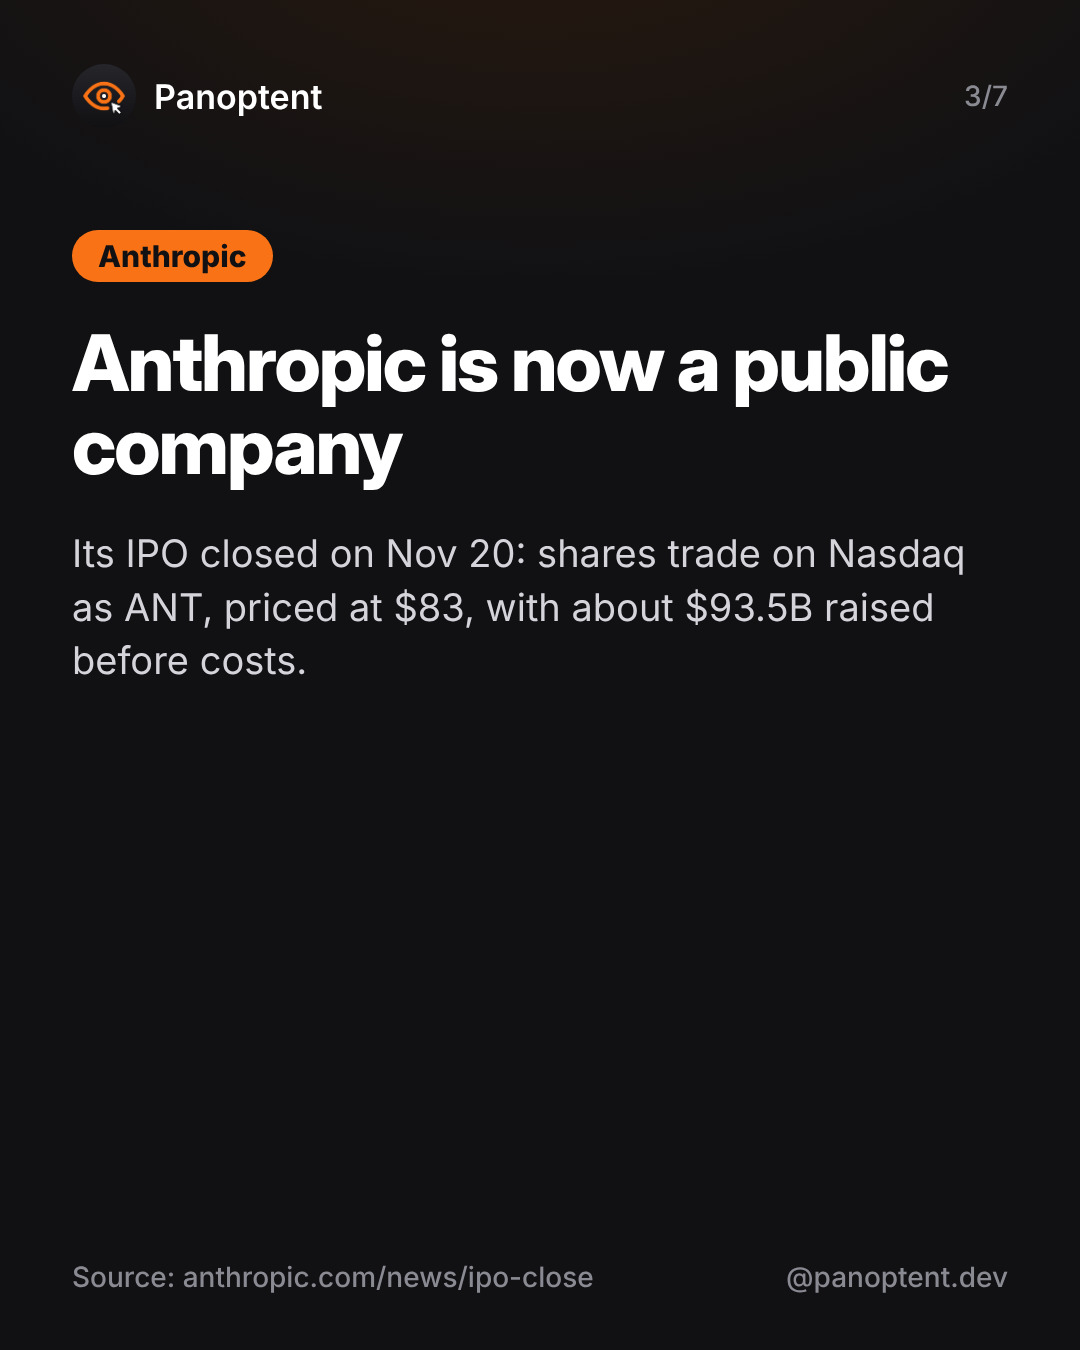 Panoptent
3/7
Anthropic
Anthropic is now a public
company
Its IPO closed on Nov 20: shares trade on Nasdaq
as ANT, priced at $83, with about $93.5B raised
before costs.
Source: anthropic.com/news/ipo-close
@panoptent.dev